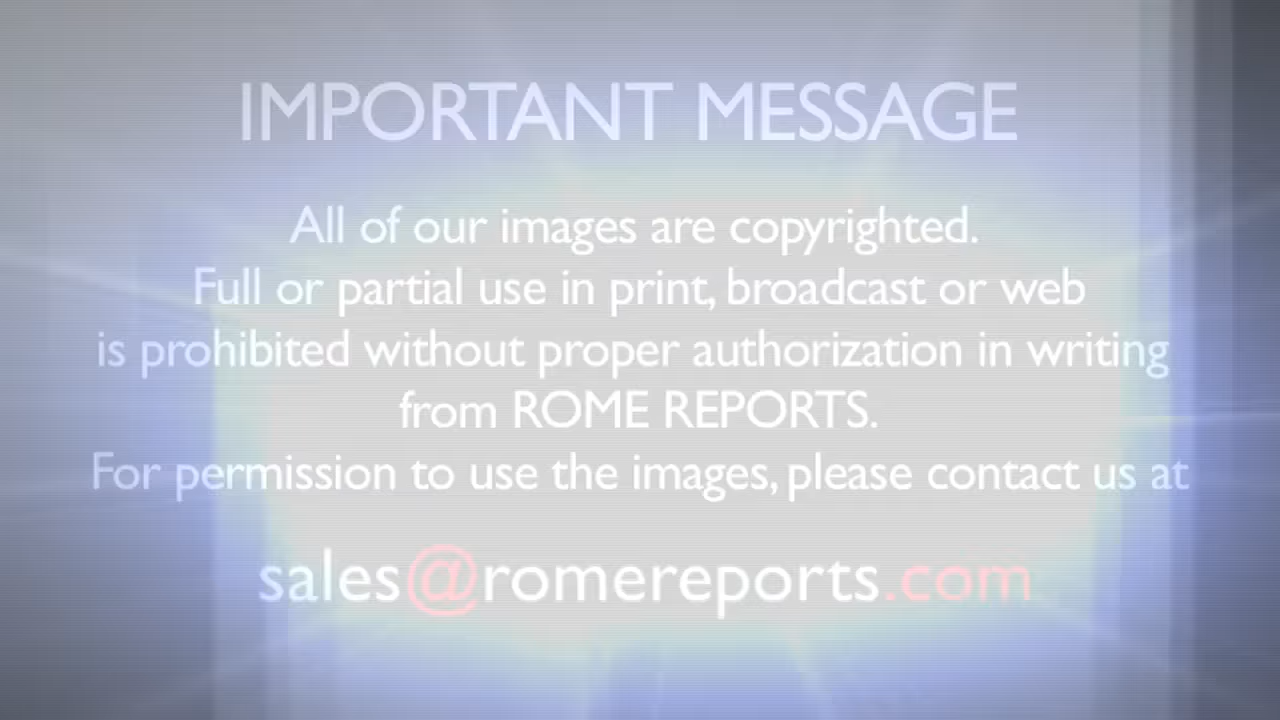 IMPORTANT MESSAGE
All of our images are copyrighted.
Full or partial use in print, broadcast or web
is prohibited without proper authorization in writing
from ROME REPORTS.
For permission to use the images, please contact us at
sales@romereports.com